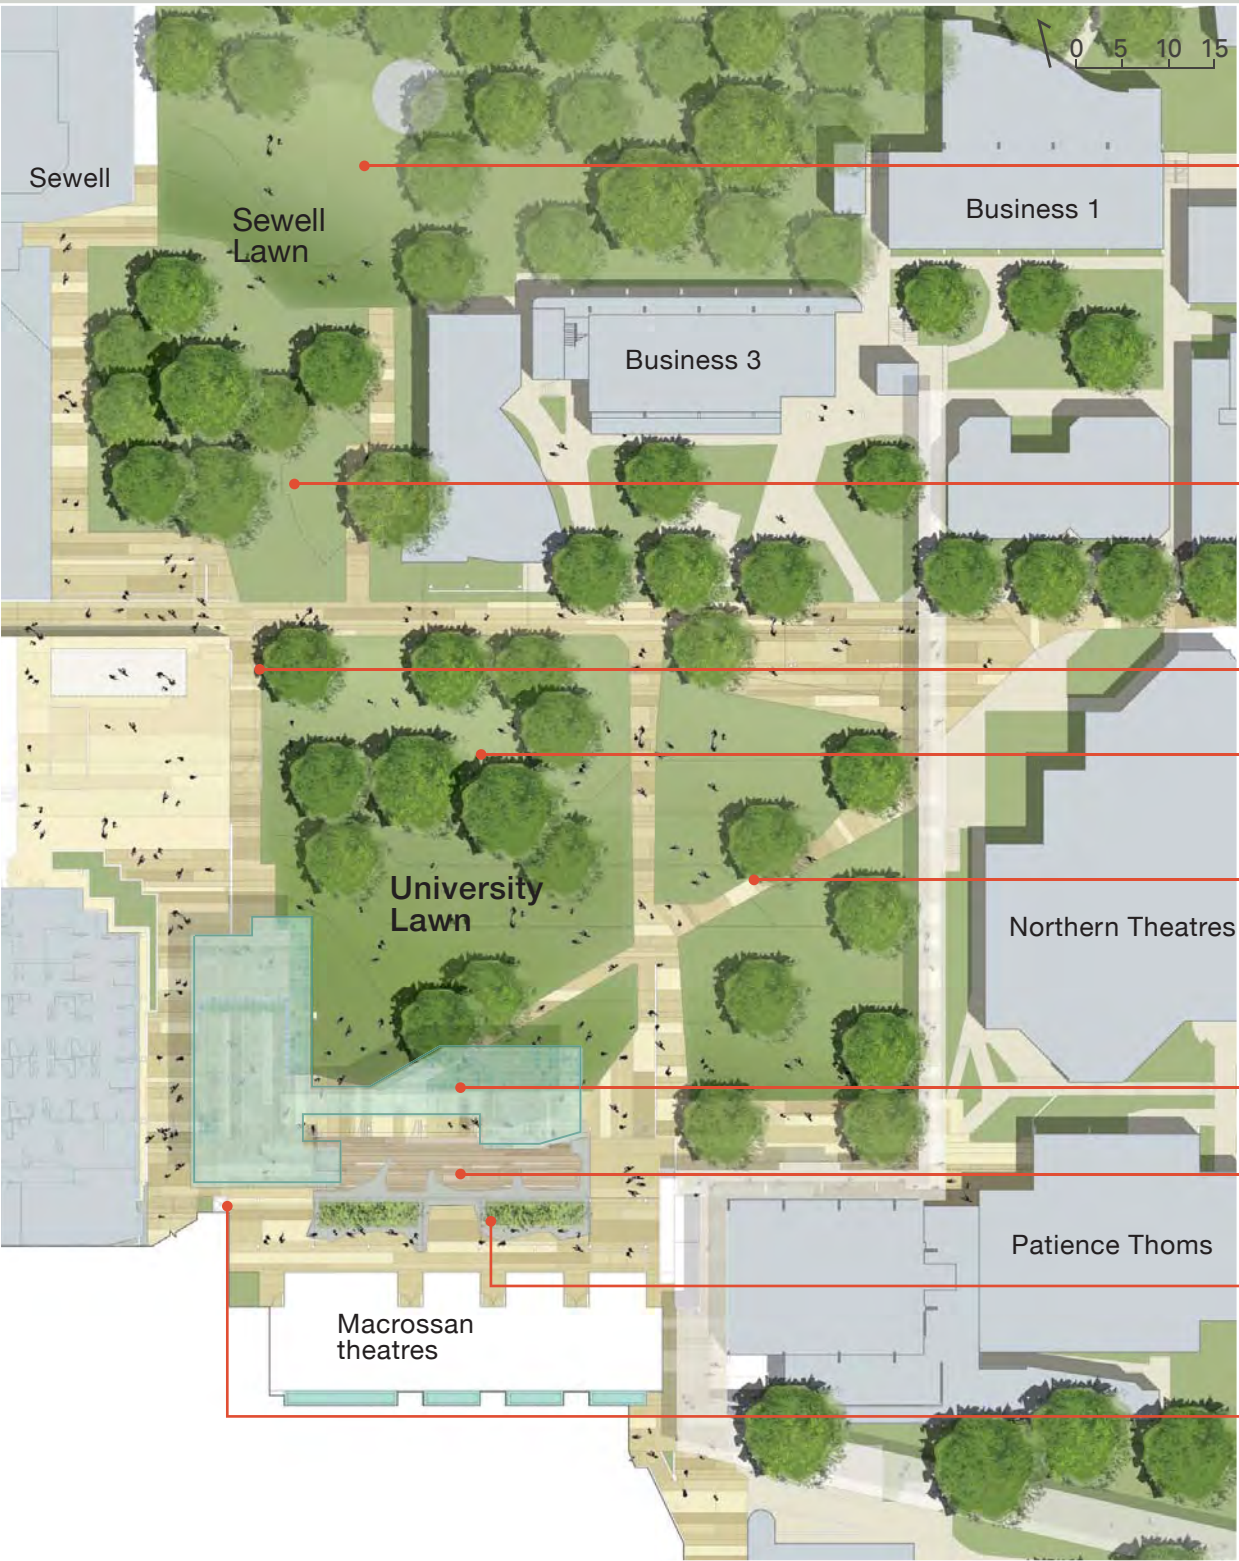 0 5 10 15
Sewell
Sewell
Lawn
Business 1
Business 3
University
Lawn
Northern Theatres
Patience Thoms
Macrossan
theatres